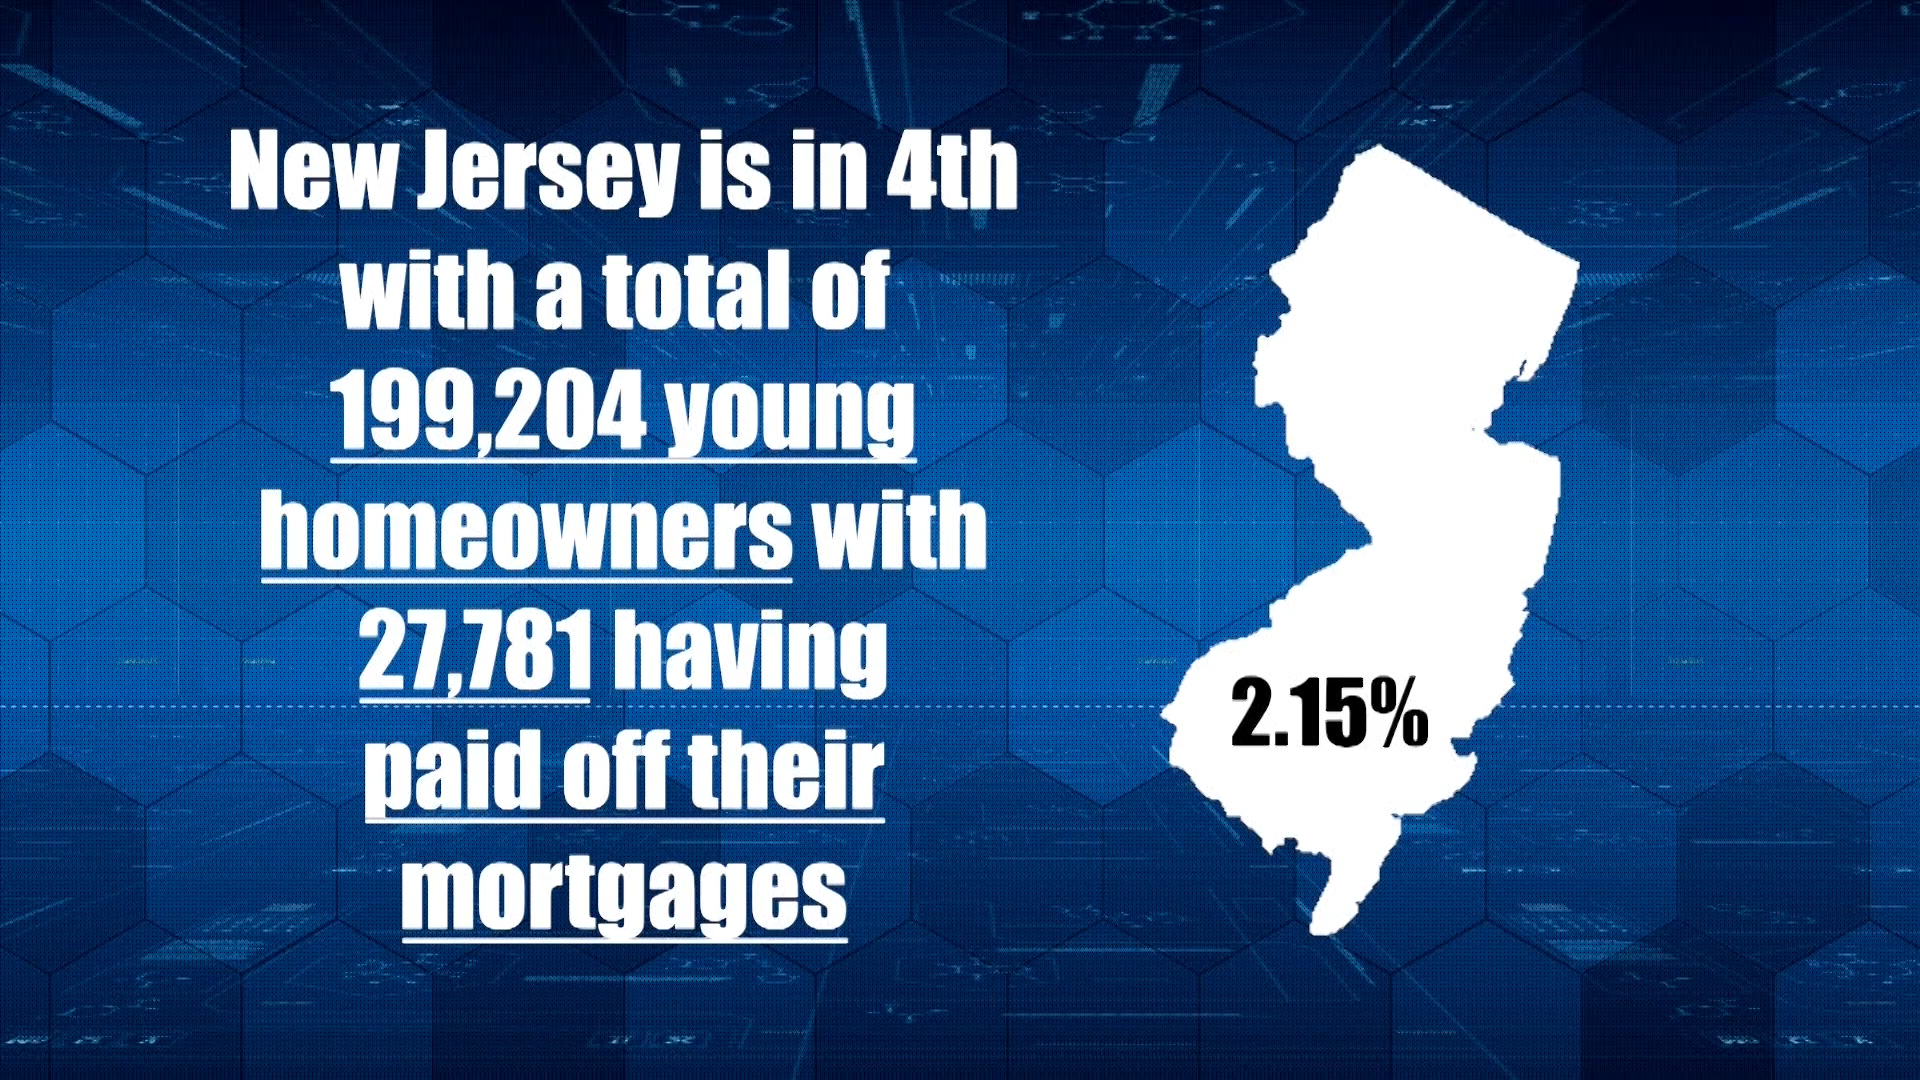 New Jersey is in 4th
with a total of
199,204 young
homeowners with
27,781 having
paid off their
mortgages
2.15%